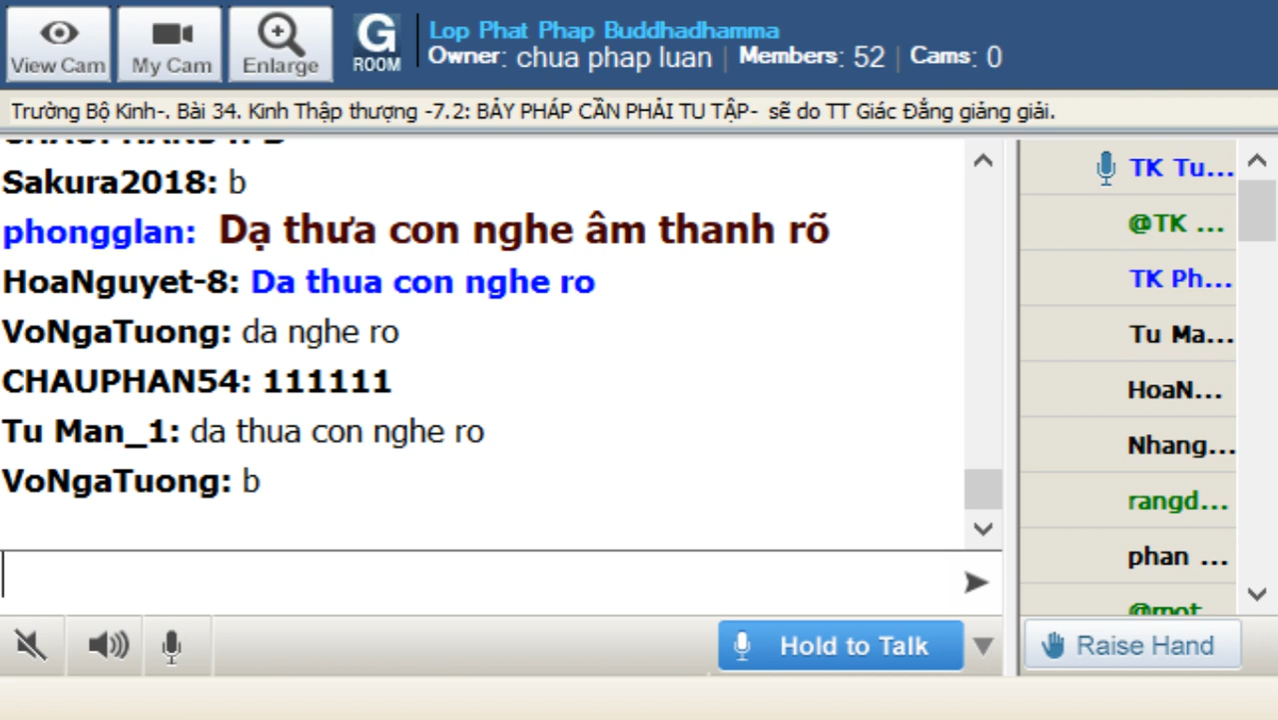 View Cam
My Cam
Enlarge
G
ROOM
Lop Phat Phap Buddhadhamma
Owner: chua phap luan | Members: 52 | Cams: 0
Trường Bộ Kinh-. Bài 34. Kinh Thập thượng -7.2: BẢY PHÁP CẦN PHẢI TU TẬP- sẽ do TT Giác Đẳng giảng giải.
Sakura2018: b
phongglan: Dạ thưa con nghe âm thanh rõ
HoaNguyet-8: Da thua con nghe ro
VoNgaTuong: da nghe ro
CHAUPHAN54: 111111
Tu Man_1: da thua con nghe ro
VoNgaTuong: b
TK Tu...
@TK ...
TK Ph...
Tu Ma...
HoaN...
Nhang...
rangd...
phan ...
Hold to Talk
Raise Hand